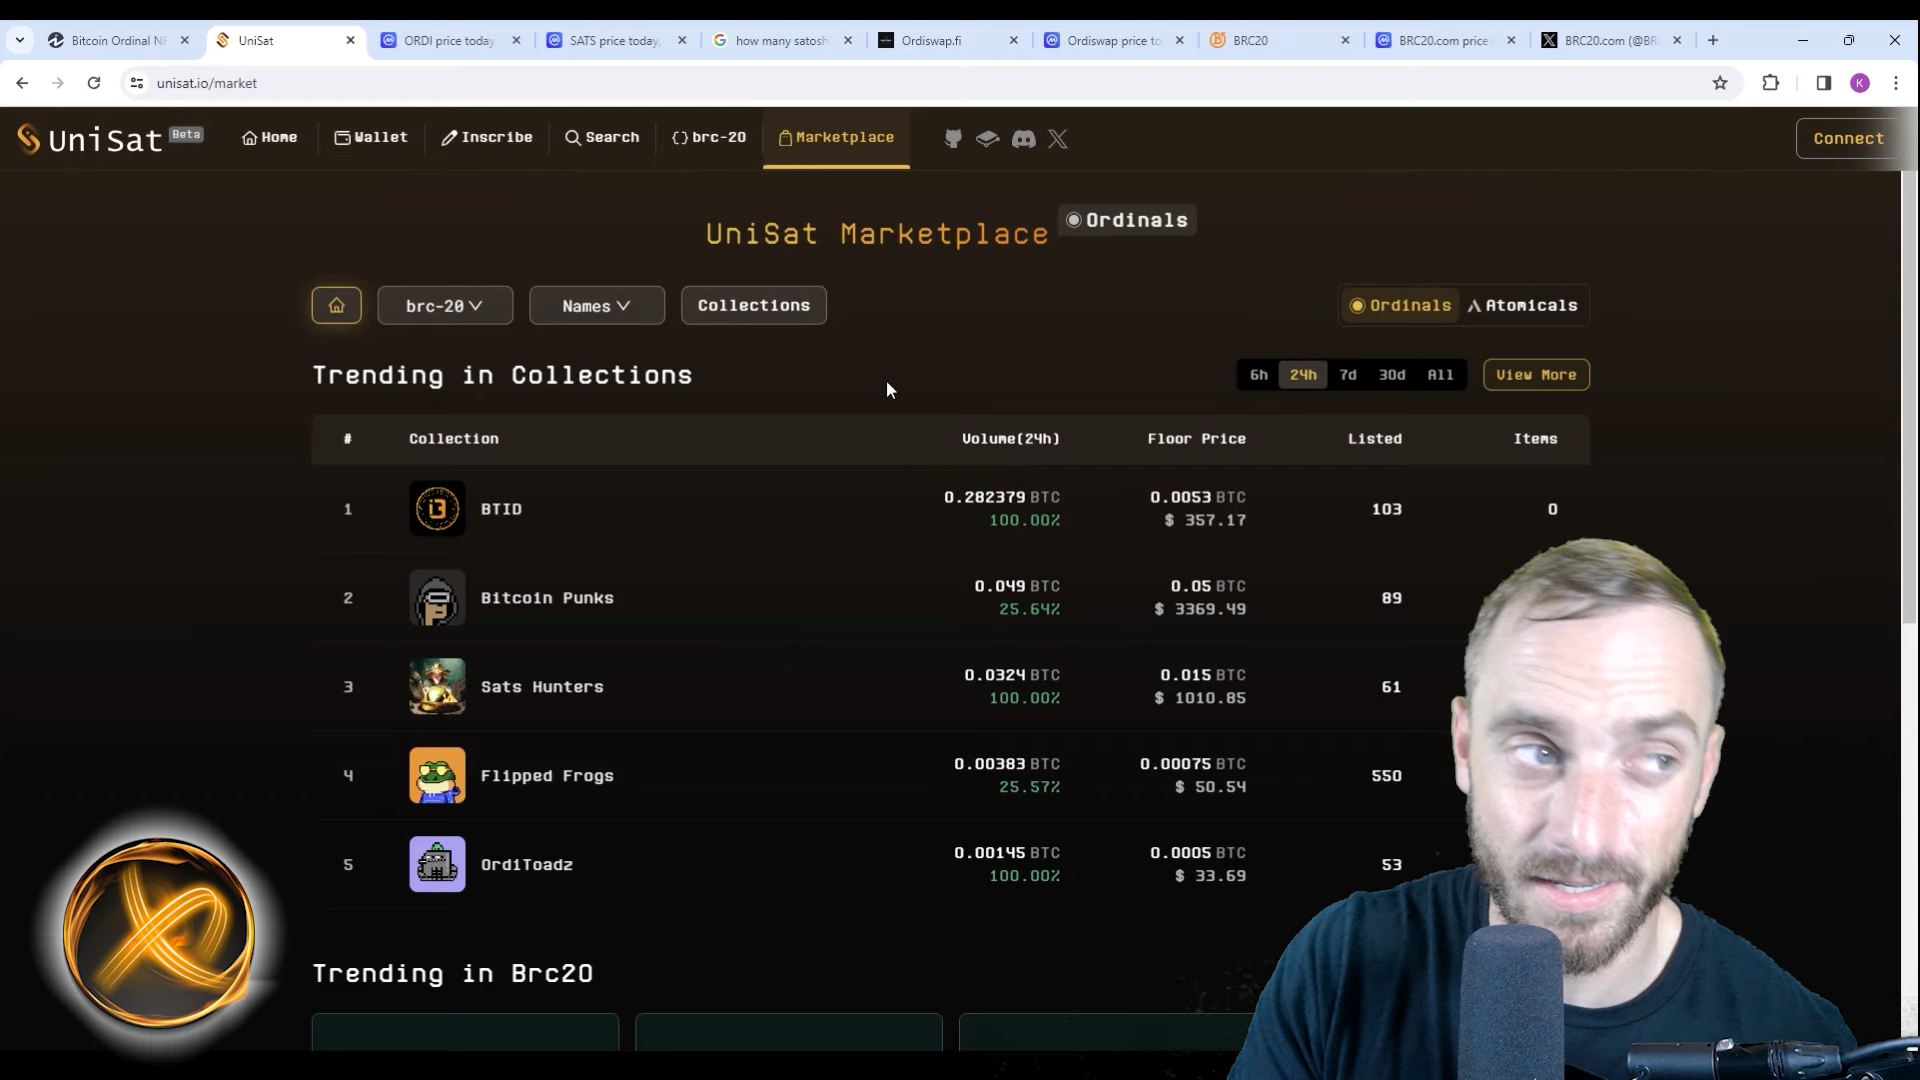 Bitcoin Ordinal NF
UniSat
ORDI price today
SATS price today,
how many satosh
Ordiswap.fi
Ordiswap price to
BRC20
BRC20.com price
BRC20.com (@BR
unisat.io/market
K
UniSat Beta
Home
Wallet
Inscribe
Search
{} brc-20
Marketplace
Connect
UniSat Marketplace
Ordinals
brc-20
Names
Collections
Ordinals
Atomicals
Trending in Collections
6h 24h 7d 30d All
View More
# Collection Volume(24h) Floor Price Listed Items
1 BTID 0.282379 BTC 0.0053 BTC 103 0
100.00% $ 357.17
2 Bitcoin Punks 0.049 BTC 0.05 BTC 89
25.64% $ 3369.49
3 Sats Hunters 0.0324 BTC 0.015 BTC 61
100.00% $ 1010.85
4 Flipped Frogs 0.00383 BTC 0.00075 BTC 550
25.57% $ 50.54
5 OrdiToadz 0.00145 BTC 0.0005 BTC 53
100.00% $ 33.69
Trending in Brc20